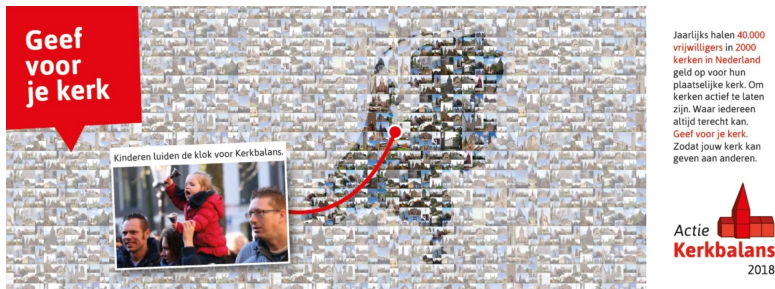 Geef
voor
je kerk
Kinderen luiden de klok voor Kerkbalans.
Jaarlijks halen 40.000
vrijwilligers in 2000
kerken in Nederland
geld op voor hun
plaatselijke kerk. Om
kerken actief te laten
zijn. Waar iedereen
altijd terecht kan.
Geef voor je kerk.
Zodat jouw kerk kan
geven aan anderen.
Actie
Kerkbalans
2018